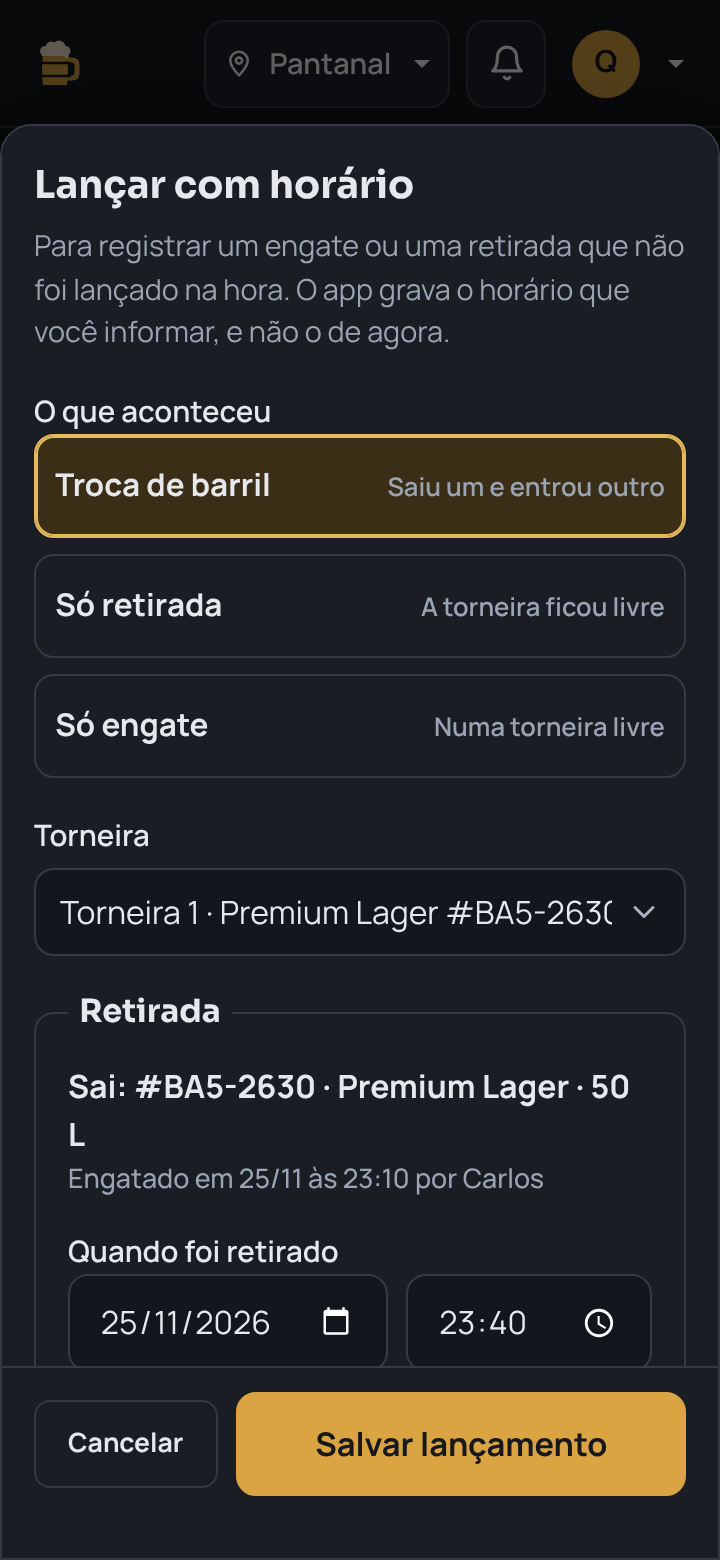 Pantanal
Q
Lançar com horário
Para registrar um engate ou uma retirada que não
foi lançado na hora. O app grava o horário que
você informar, e não o de agora.
O que aconteceu
Troca de barril Saiu um e entrou outro
Só retirada A torneira ficou livre
Só engate Numa torneira livre
Torneira
Torneira 1 · Premium Lager #BA5-263
Retirada
Sai: #BA5-2630 · Premium Lager · 50
L
Engatado em 25/11 às 23:10 por Carlos
Quando foi retirado
25/11/2026 23:40
Cancelar Salvar lançamento